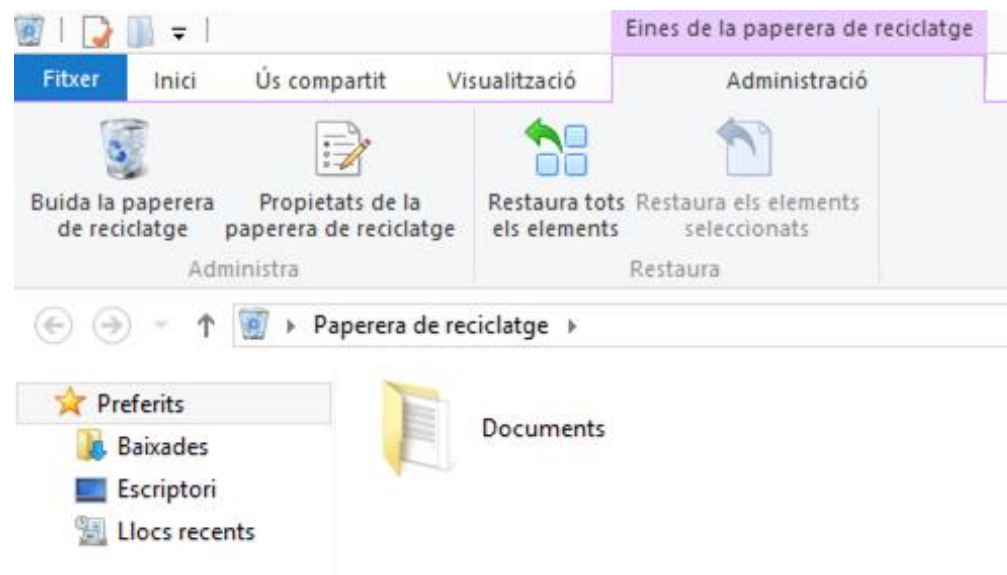 Eines de la paperera de reciclatge
Fitxer Inici Ús compartit Visualització Administració
Buida la paperera Propietats de la Restaura tots Restaura els elements
de reciclatge paperera de reciclatge els elements seleccionats
Administra Restaura
Paperera de reciclatge
Preferits
Documents
Baixades
Escriptori
Llocs recents